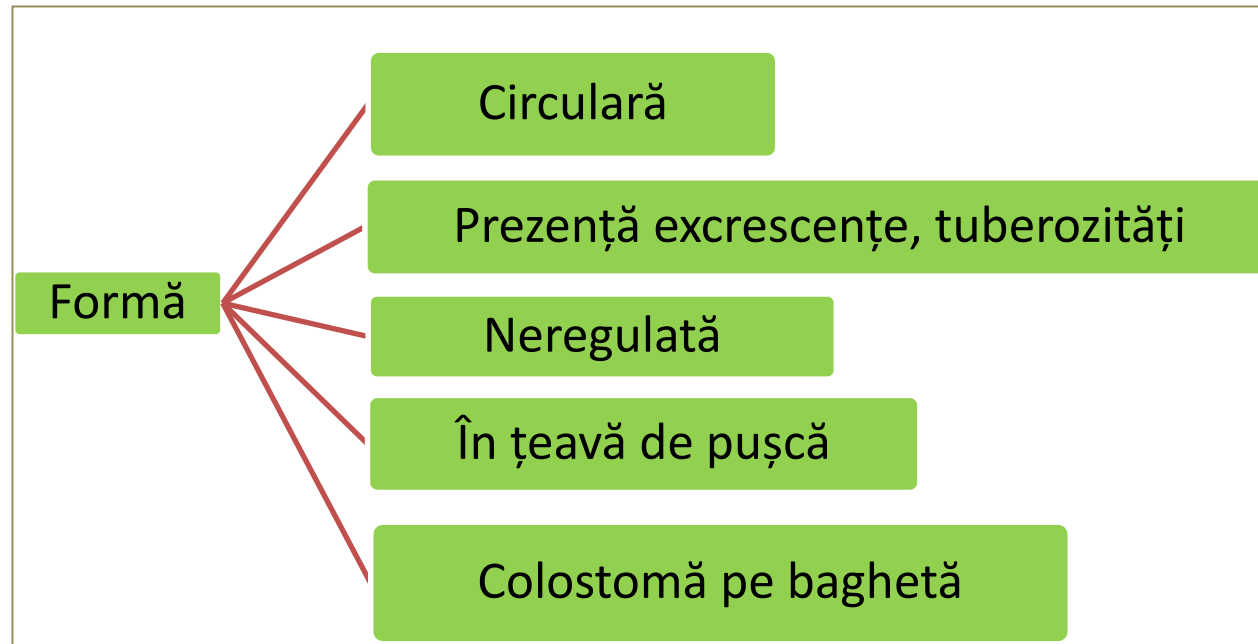 Formă
Circulară
Prezență excrescențe, tuberozități
Neregulată
În țeavă de pușcă
Colostomă pe baghetă